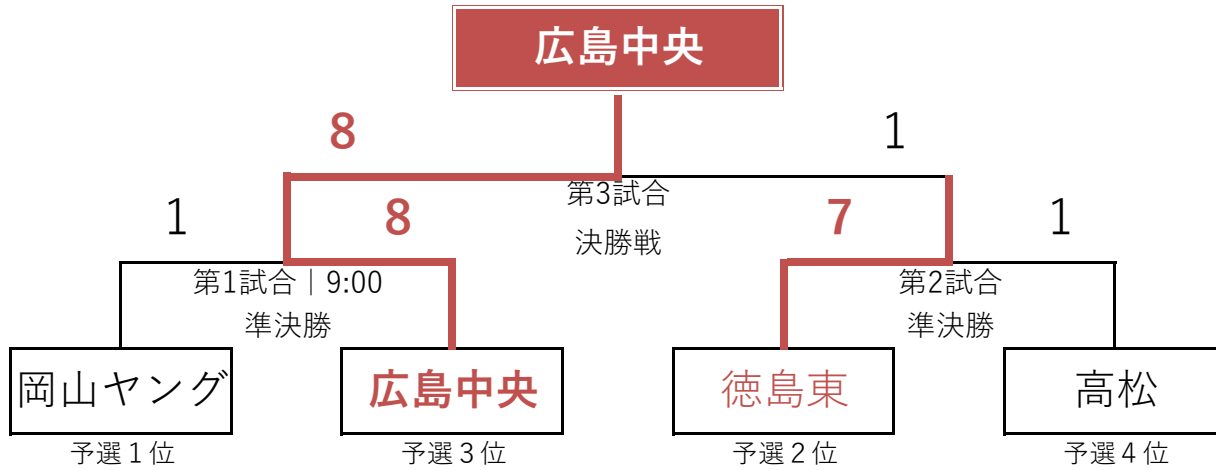 広島中央
8
1
1
8
第3試合
決勝戦
7
1
第1試合｜9:00
準決勝
第2試合
準決勝
岡山ヤング
広島中央
徳島東
高松
予選１位
予選３位
予選２位
予選４位